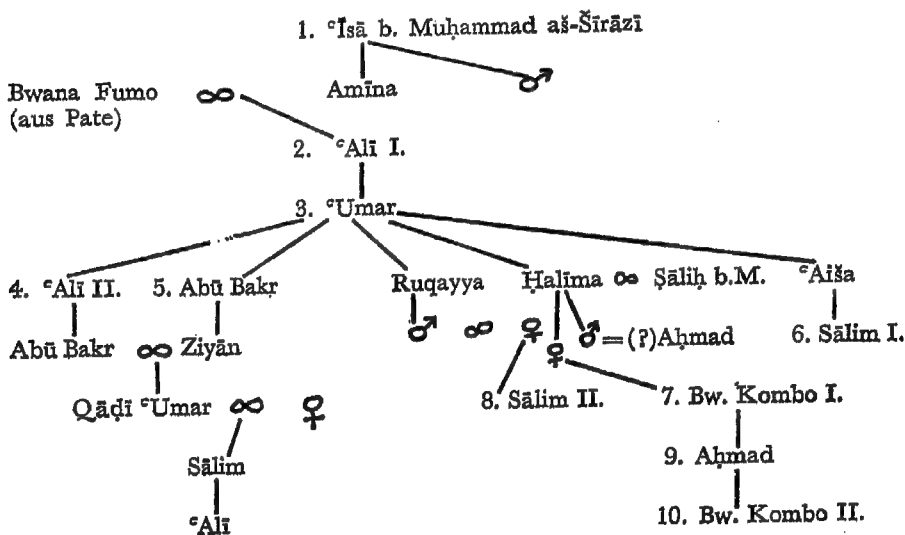 1. ʿĪsā b. Muḥammad aš-Šīrāzī
Bwana Fumo ∞ Amīna ♂
(aus Pate)
2. ʿAlī I.
3. ʿUmar
4. ʿAlī II. 5. Abū Bakr Ruqayya Ḥalīma ∞ Ṣāliḥ b.M. ʿAiša
Abū Bakr ∞ Ziyān ♂ ∞ ♀ ♀ ♂=(?)Aḥmad 6. Sālim I.
Qāḍī ʿUmar ∞ ♀ 8. Sālim II. 7. Bw. Kombo I.
Sālim 9. Aḥmad
ʿAlī 10. Bw. Kombo II.